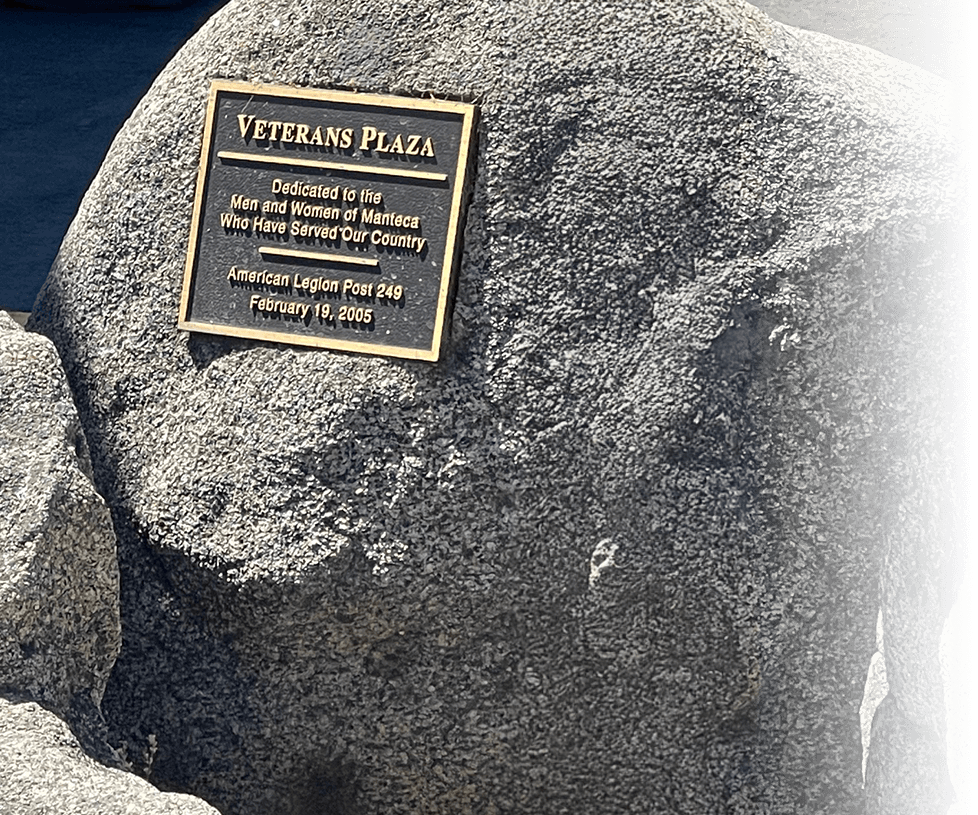 VETERANS PLAZA
Dedicated to the
Men and Women of Manteca
Who Have Served Our Country
American Legion Post 249
February 19, 2005